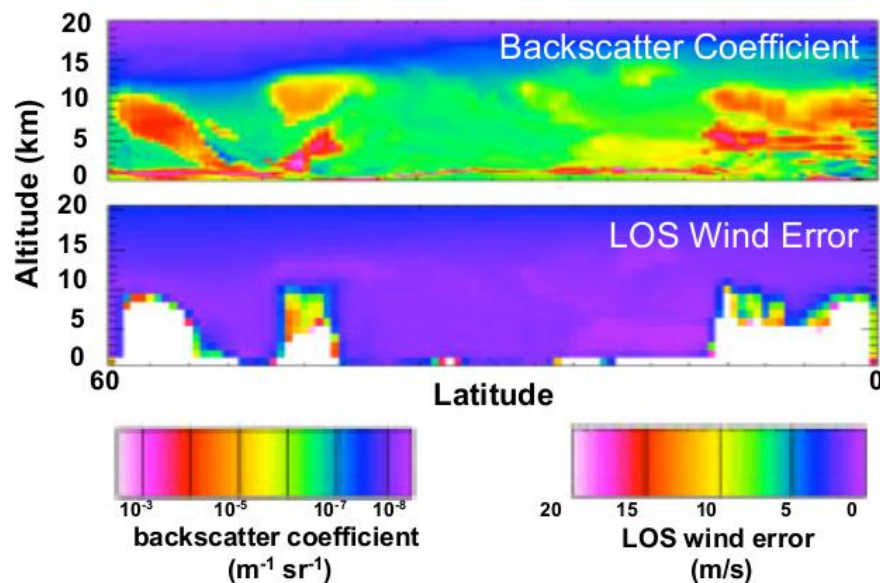 20
Backscatter Coefficient
15
10
5
0
Altitude (km)
20
LOS Wind Error
15
10
5
0
60
Latitude
0
10⁻³ 10⁻⁵ 10⁻⁷ 10⁻⁸
backscatter coefficient
(m⁻¹ sr⁻¹)
20 15 10 5 0
LOS wind error
(m/s)